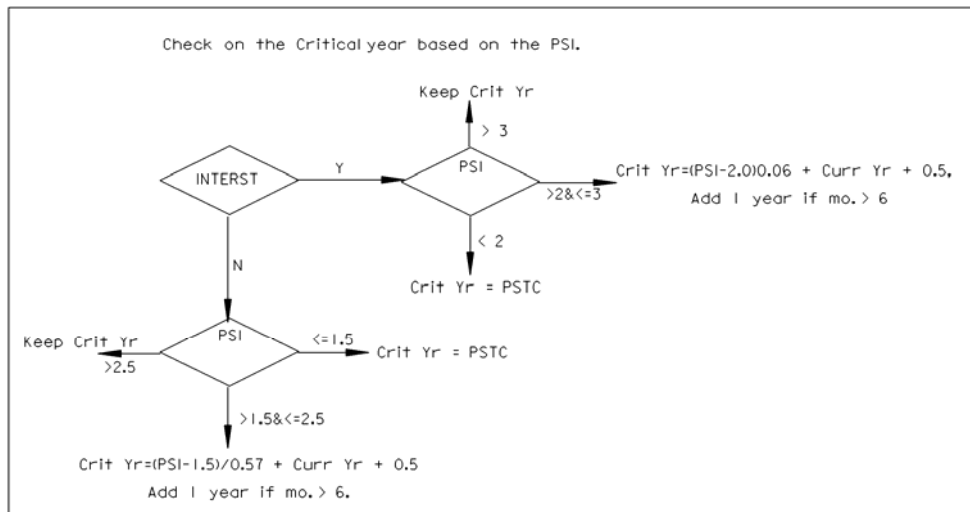 Check on the Critical year based on the PSI.
Keep Crit Yr
> 3
INTERST
Y
PSI
>2&<=3
Crit Yr=(PSI-2.0)0.06 + Curr Yr + 0.5,
Add 1 year if mo. > 6
< 2
Crit Yr = PSTC
N
PSI
Keep Crit Yr
>2.5
<=1.5
Crit Yr = PSTC
>1.5&<=2.5
Crit Yr=(PSI-1.5)/0.57 + Curr Yr + 0.5
Add 1 year if mo. > 6.